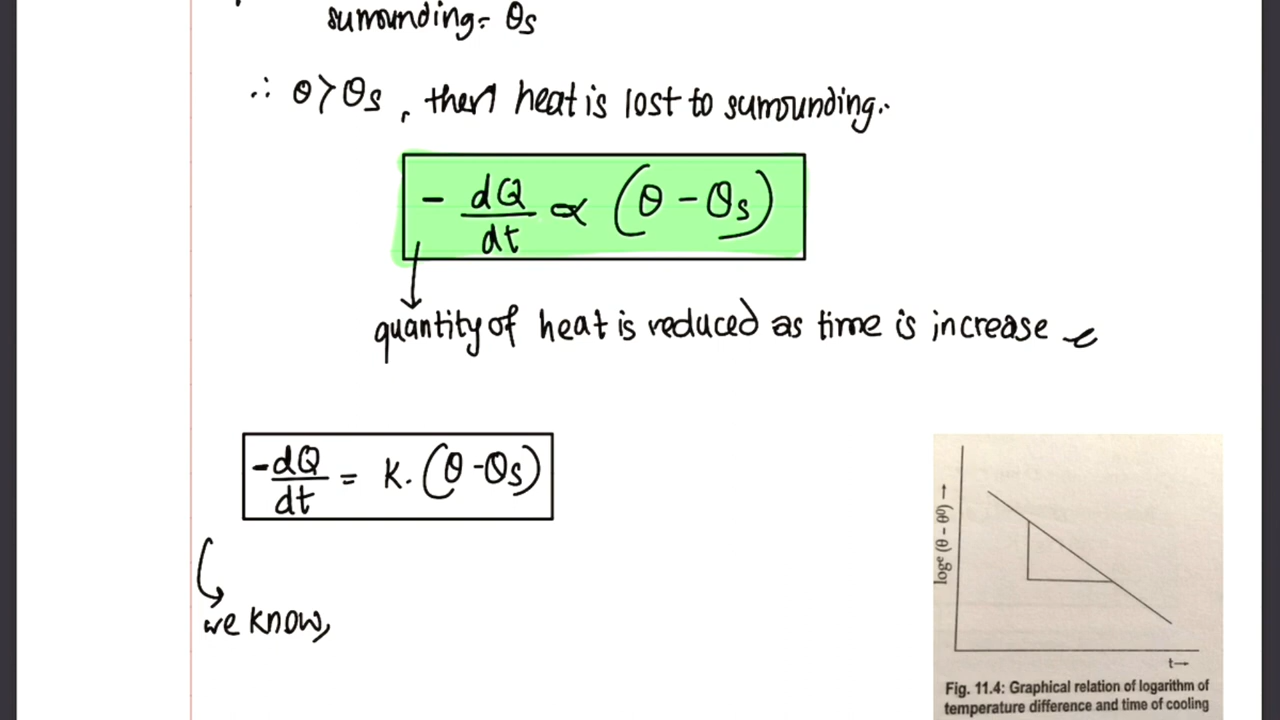 surrounding = θs
∴ θ > θs, then heat is lost to surrounding.
- dQ/dt ∝ (θ - θs)
quantity of heat is reduced as time is increase
-dQ/dt = K. (θ - θs)
we know,
logᵉ (θ - θ⁰) →
t→
Fig. 11.4: Graphical relation of logarithm of
temperature difference and time of cooling